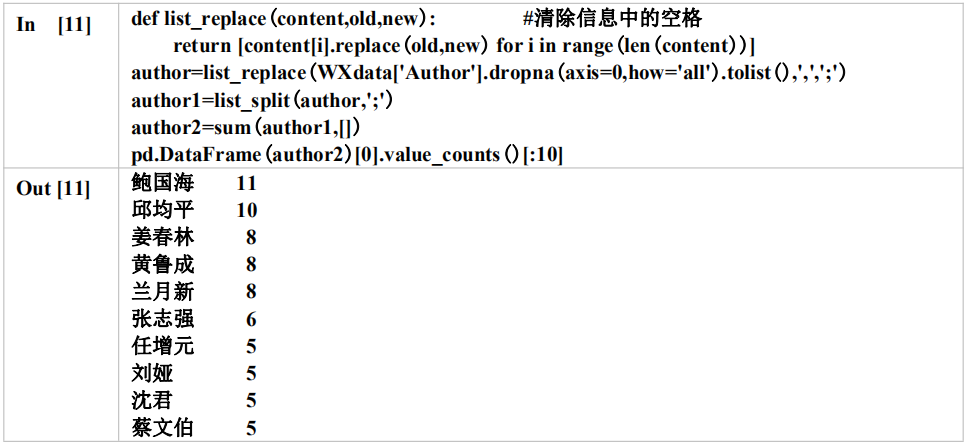 In [11]
def list_replace(content,old,new): #清除信息中的空格
return [content[i].replace(old,new) for i in range(len(content))]
author=list_replace(WXdata['Author'].dropna(axis=0,how='all').tolist(),',',';')
author1=list_split(author,';')
author2=sum(author1,[])
pd.DataFrame(author2)[0].value_counts()[:10]
Out [11]
鲍国海 11
邱均平 10
姜春林 8
黄鲁成 8
兰月新 8
张志强 6
任增元 5
刘娅 5
沈君 5
蔡文伯 5